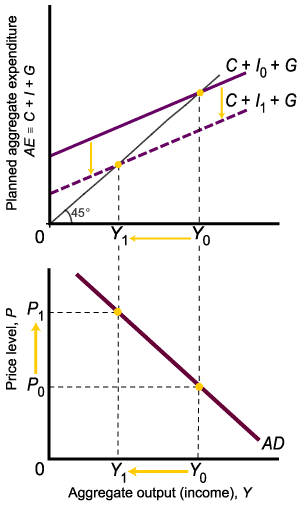 Planned aggregate expenditure
AE ≡ C + I + G
C + I₀ + G
C + I₁ + G
45°
0
Y₁
Y₀
Price level, P
P₁
P₀
AD
0
Y₁
Y₀
Aggregate output (income), Y